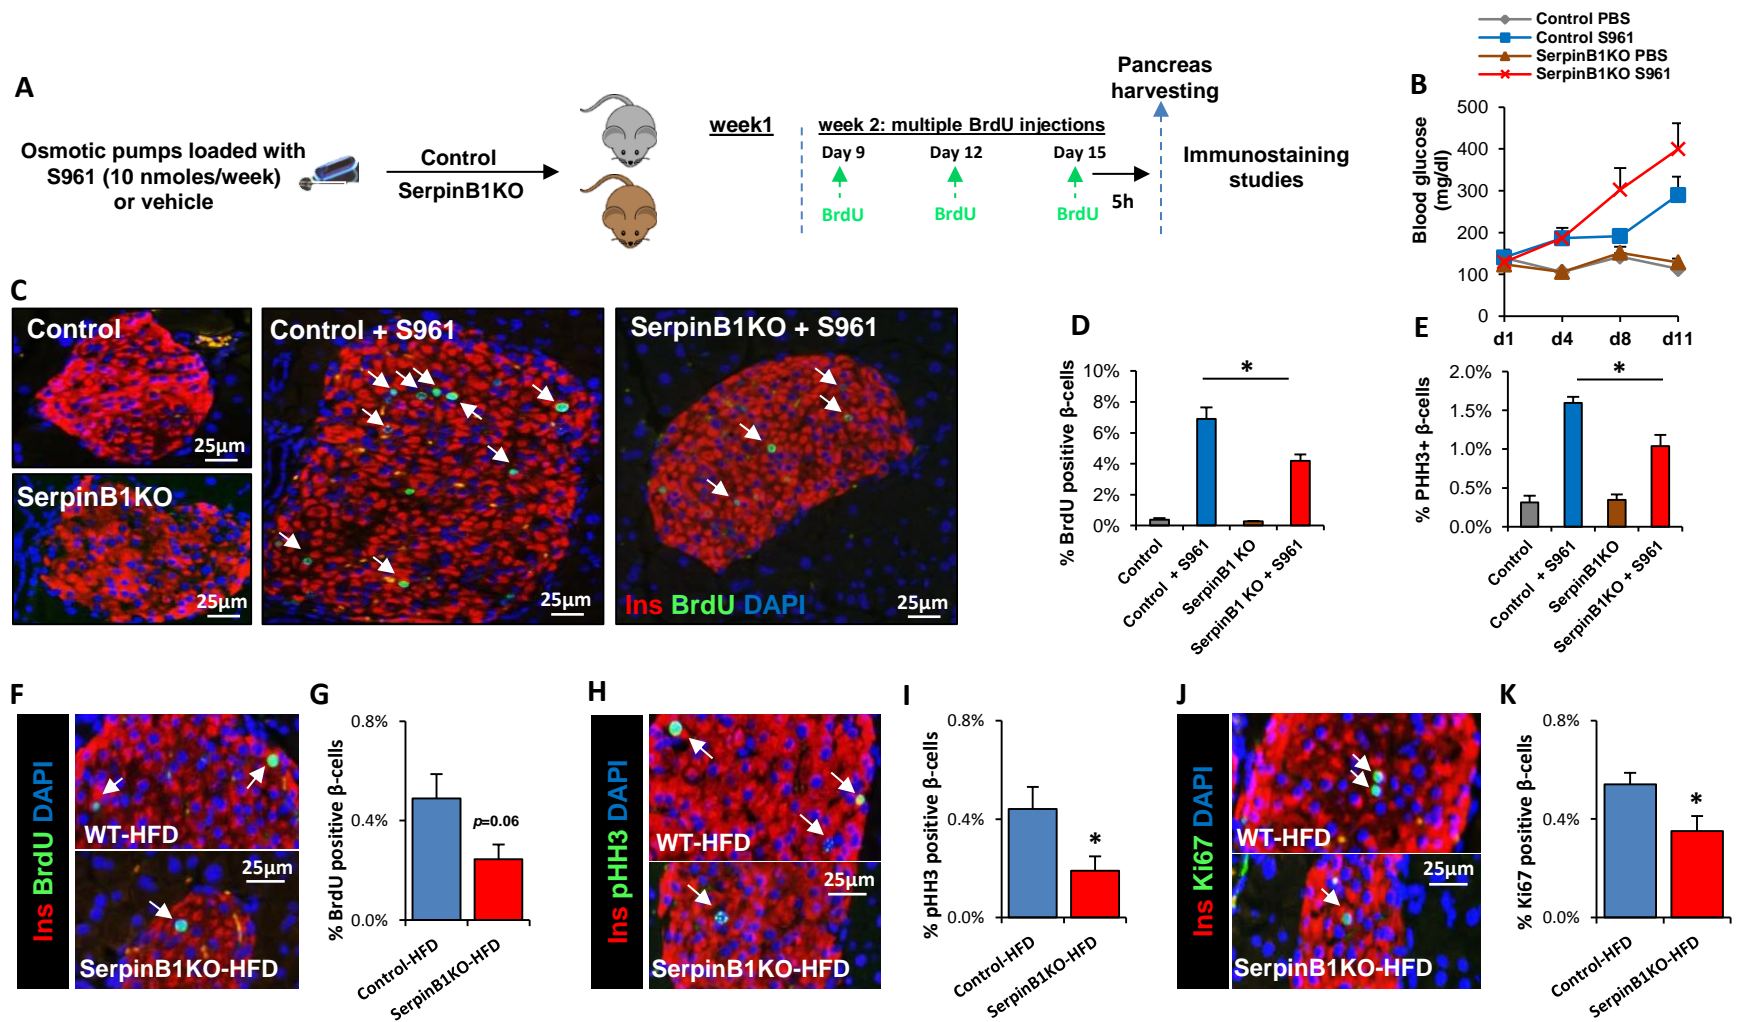 A
Osmotic pumps loaded with
S961 (10 nmoles/week)
or vehicle
Control
SerpinB1KO
week1
week 2: multiple BrdU injections
Day 9
Day 12
Day 15
BrdU
BrdU
BrdU
5h
Pancreas
harvesting
Immunostaining
studies
Control PBS
Control S961
SerpinB1KO PBS
SerpinB1KO S961
B
Blood glucose
(mg/dl)
500
400
300
200
100
0
d1
d4
d8
d11
C
Control
25µm
SerpinB1KO
25µm
Control + S961
25µm
SerpinB1KO + S961
Ins BrdU DAPI
25µm
D
% BrdU positive β-cells
10%
8%
6%
4%
2%
0%
*
Control
Control + S961
SerpinB1 KO
SerpinB1 KO + S961
E
% PHH3+ β-cells
2.0%
1.5%
1.0%
0.5%
0.0%
*
Control
Control + S961
SerpinB1KO
SerpinB1KO + S961
F
Ins BrdU DAPI
WT-HFD
25µm
SerpinB1KO-HFD
G
% BrdU positive β-cells
0.8%
0.4%
0.0%
p=0.06
Control-HFD
SerpinB1KO-HFD
H
Ins pHH3 DAPI
WT-HFD
25µm
SerpinB1KO-HFD
I
% pHH3 positive β-cells
0.8%
0.4%
0.0%
*
Control-HFD
SerpinB1KO-HFD
J
Ins Ki67 DAPI
WT-HFD
25µm
SerpinB1KO-HFD
K
% Ki67 positive β-cells
0.8%
0.4%
0.0%
*
Control-HFD
SerpinB1KO-HFD